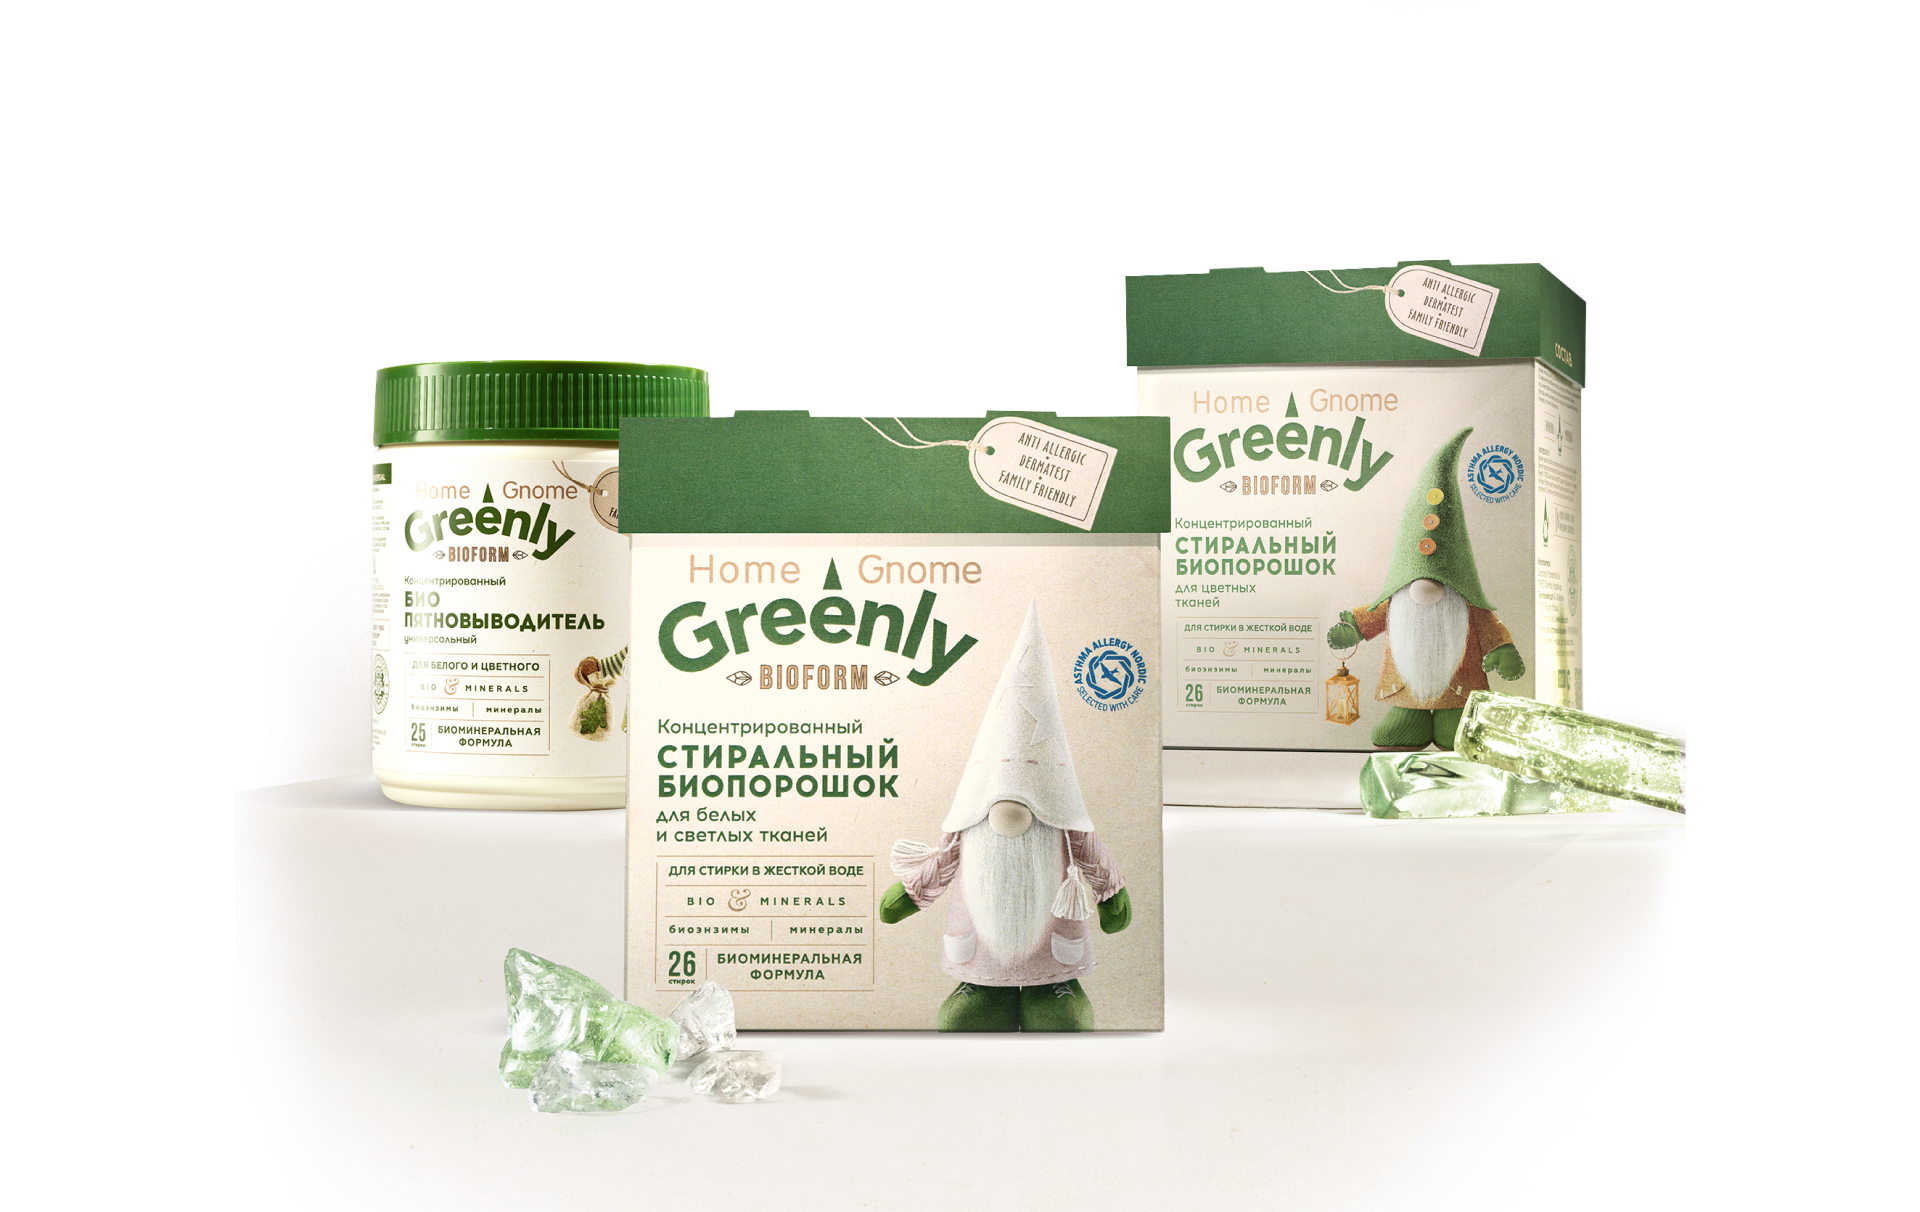 Home Gnome
Greenly
BIOFORM
Концентрированный
БИО
ПЯТНОВЫВОДИТЕЛЬ
универсальный
ДЛЯ БЕЛОГО И ЦВЕТНОГО
BIO & MINERALS
биоэнзимы минералы
25
стирок
БИОМИНЕРАЛЬНАЯ
ФОРМУЛА
ANTI ALLERGIC
DERMATEST
FAMILY FRIENDLY
Home Gnome
Greenly
BIOFORM
ASTHMA ALLERGY NORDIC
SELECTED WITH CARE
Концентрированный
СТИРАЛЬНЫЙ
БИОПОРОШОК
для белых
и светлых тканей
ДЛЯ СТИРКИ В ЖЕСТКОЙ ВОДЕ
BIO & MINERALS
биоэнзимы минералы
26
стирок
БИОМИНЕРАЛЬНАЯ
ФОРМУЛА
ANTI ALLERGIC
DERMATEST
FAMILY FRIENDLY
Home Gnome
Greenly
BIOFORM
ASTHMA ALLERGY NORDIC
SELECTED WITH CARE
Концентрированный
СТИРАЛЬНЫЙ
БИОПОРОШОК
для цветных
тканей
ДЛЯ СТИРКИ В ЖЕСТКОЙ ВОДЕ
BIO & MINERALS
биоэнзимы минералы
26
стирок
БИОМИНЕРАЛЬНАЯ
ФОРМУЛА
СОСТАВ